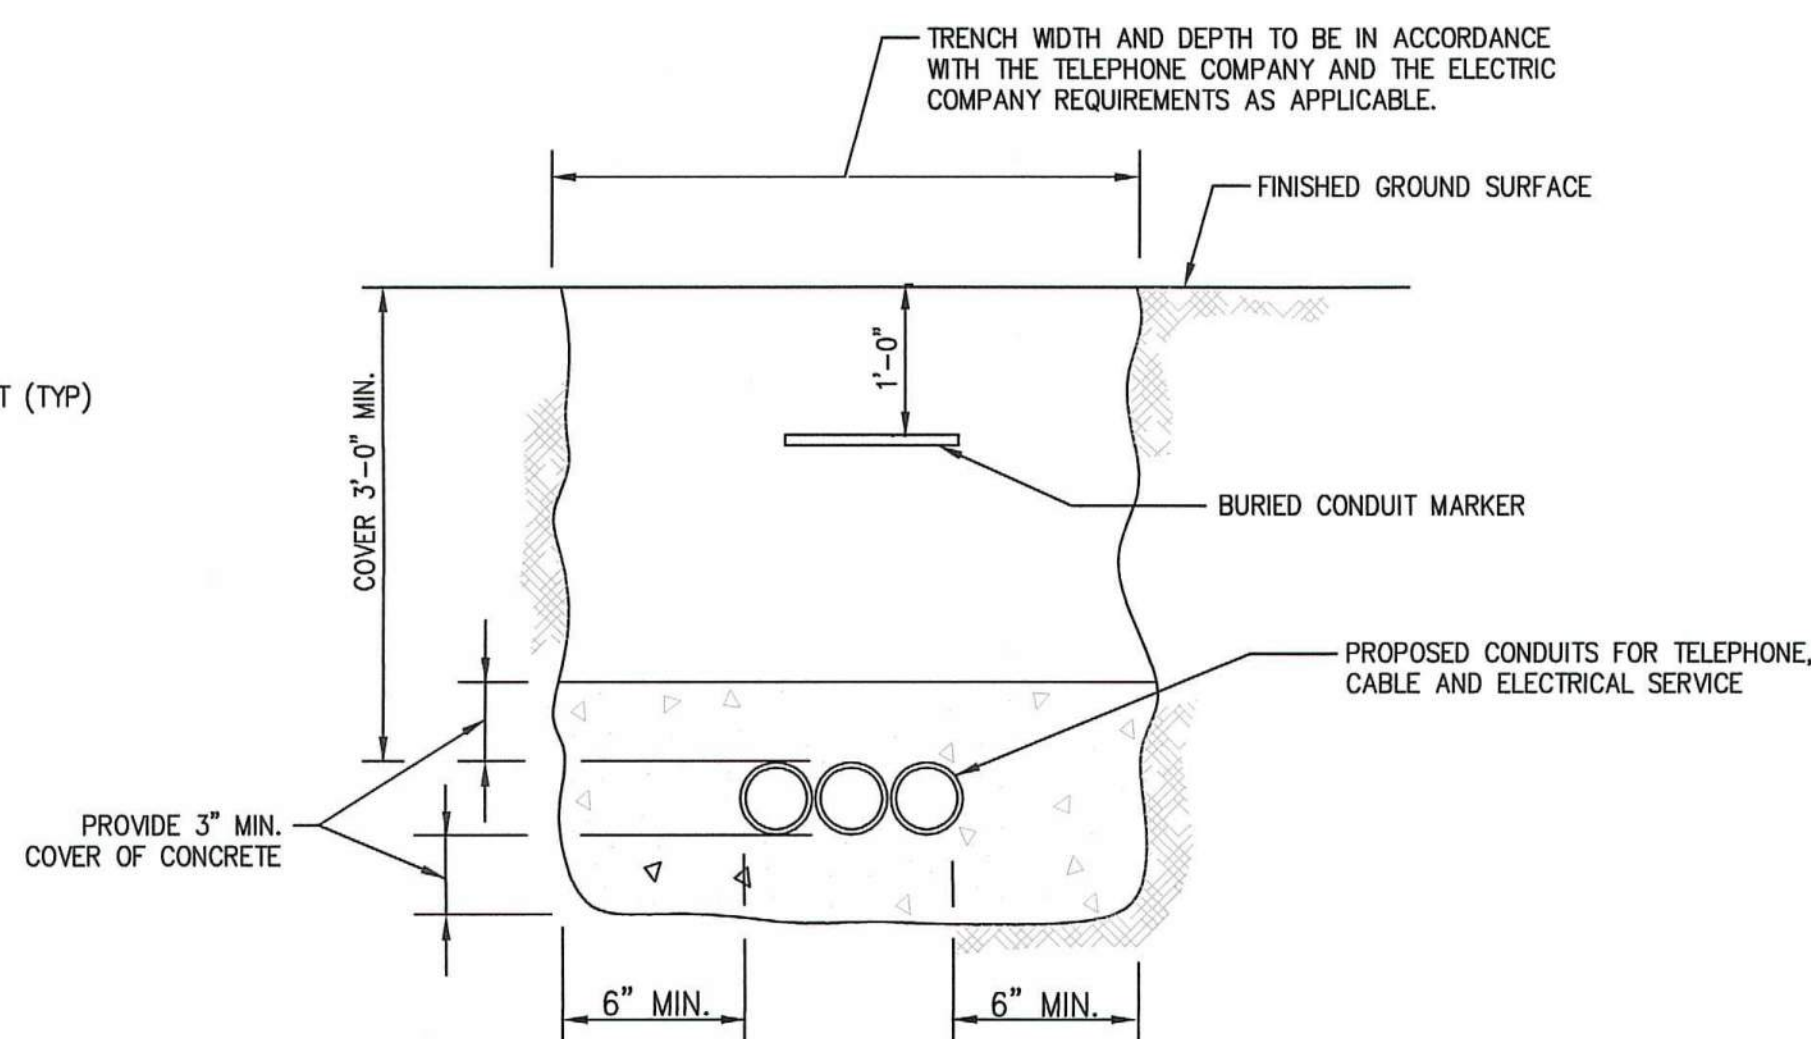 TRENCH WIDTH AND DEPTH TO BE IN ACCORDANCE
WITH THE TELEPHONE COMPANY AND THE ELECTRIC
COMPANY REQUIREMENTS AS APPLICABLE.
FINISHED GROUND SURFACE
1'-0"
T (TYP)
COVER 3'-0" MIN.
BURIED CONDUIT MARKER
PROPOSED CONDUITS FOR TELEPHONE,
CABLE AND ELECTRICAL SERVICE
PROVIDE 3" MIN.
COVER OF CONCRETE
6" MIN.
6" MIN.